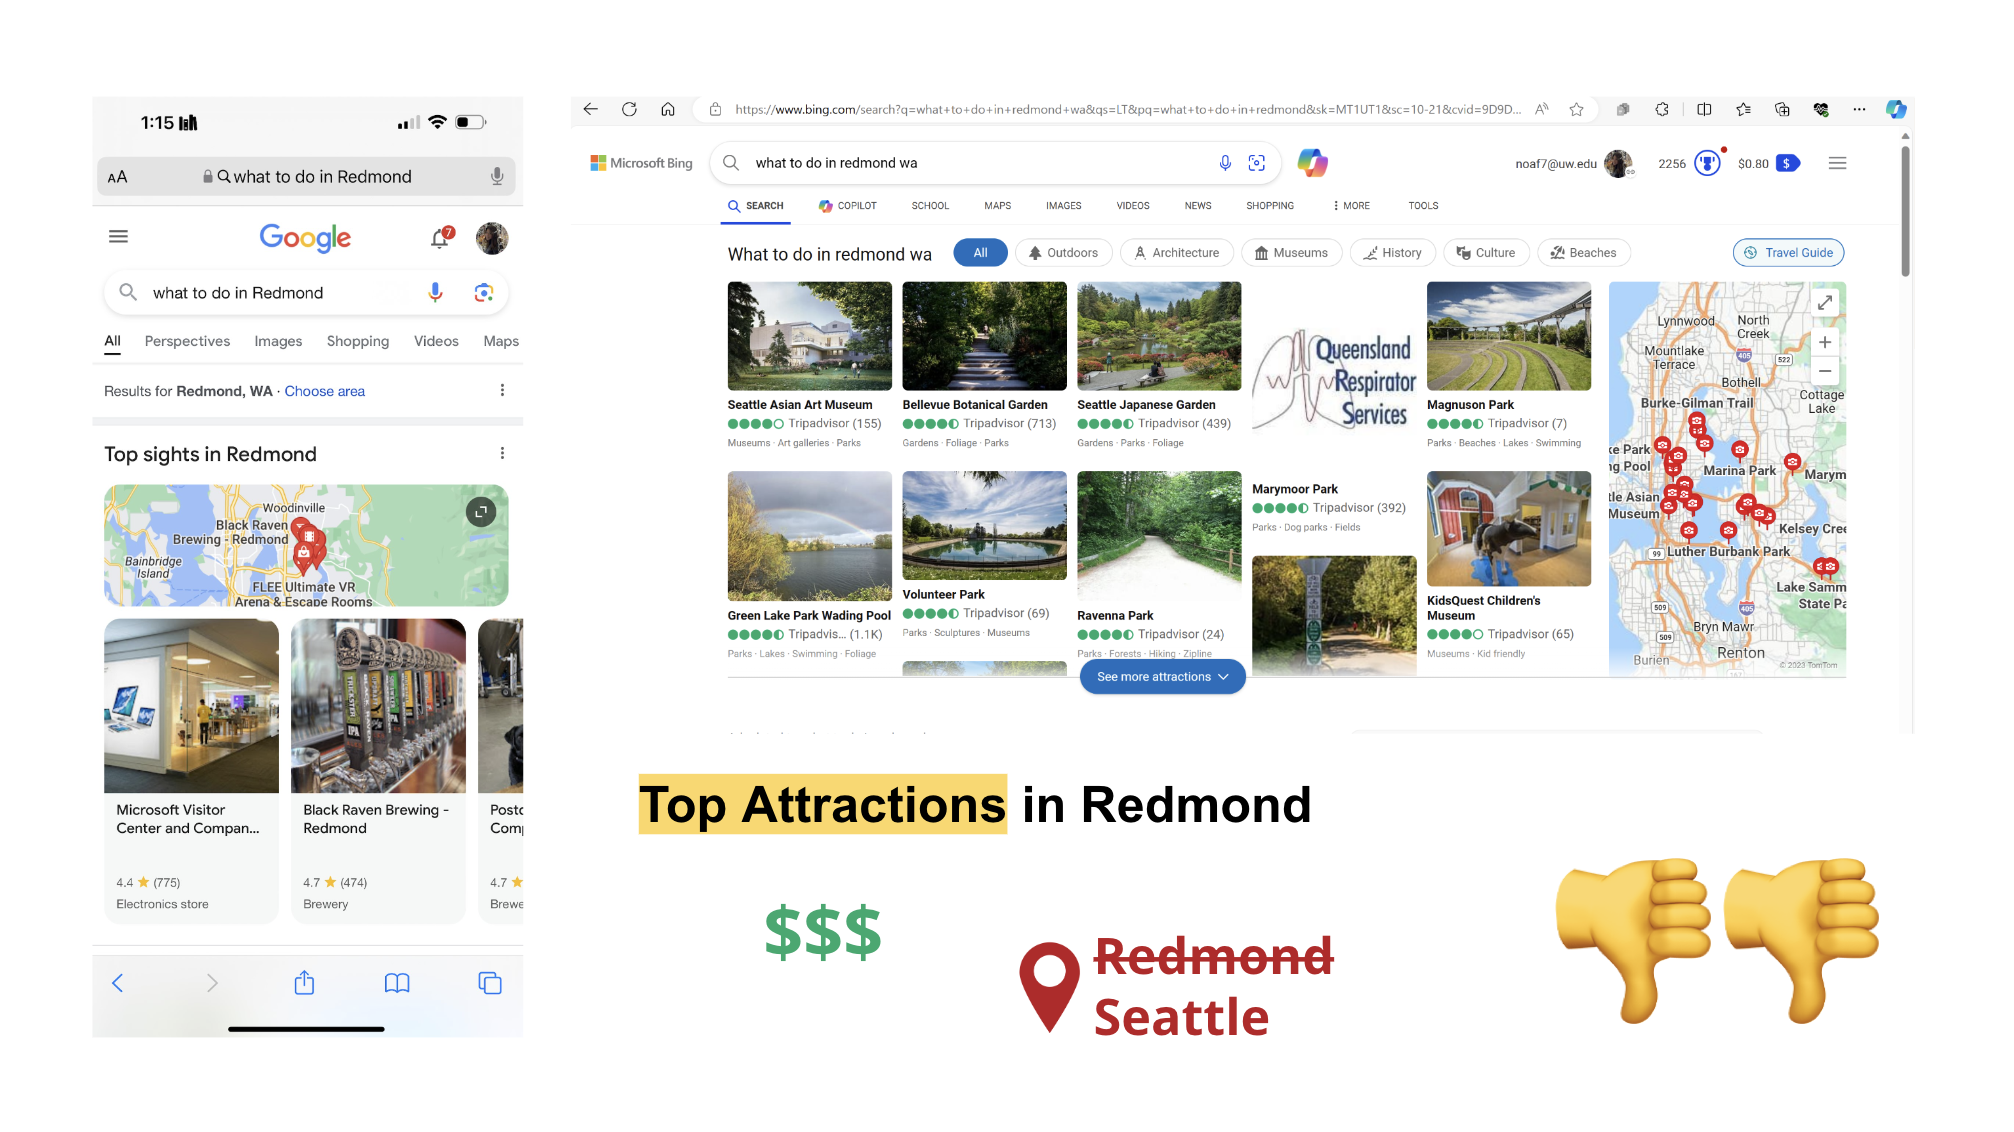 1:15
AA
what to do in Redmond
Google
7
what to do in Redmond
All Perspectives Images Shopping Videos Maps
Results for Redmond, WA · Choose area
Top sights in Redmond
Woodinville
Black Raven
Brewing - Redmond
Bainbridge
Island
FLEE Ultimate VR
Arena & Escape Rooms
Microsoft Visitor
Center and Compan...
4.4 ★ (775)
Electronics store
Black Raven Brewing -
Redmond
4.7 ★ (474)
Brewery
4.7 ★
https://www.bing.com/search?q=what+to+do+in+redmond+wa&qs=LT&pq=what+to+do+in+redmond&sk=MT1UT1&sc=10-21&cvid=9D9D...
Microsoft Bing
what to do in redmond wa
noaf7@uw.edu
2256
$0.80
$
SEARCH COPILOT SCHOOL MAPS IMAGES VIDEOS NEWS SHOPPING MORE TOOLS
What to do in redmond wa
All Outdoors Architecture Museums History Culture Beaches
Travel Guide
Seattle Asian Art Museum
Tripadvisor (155)
Museums · Art galleries · Parks
Bellevue Botanical Garden
Tripadvisor (713)
Gardens · Foliage · Parks
Seattle Japanese Garden
Tripadvisor (439)
Gardens · Parks · Foliage
Queensland
Respirator
Services
Marymoor Park
Tripadvisor (392)
Parks · Dog parks · Fields
Magnuson Park
Tripadvisor (7)
Parks · Beaches · Lakes · Swimming
Green Lake Park Wading Pool
Tripadvis... (1.1K)
Parks · Lakes · Swimming · Foliage
Volunteer Park
Tripadvisor (69)
Parks · Sculptures · Museums
Ravenna Park
Tripadvisor (24)
Parks · Forests · Hiking · Zipline
KidsQuest Children's
Museum
Tripadvisor (65)
Museums · Kid friendly
See more attractions
Lynnwood
North
Creek
Mountlake
Terrace
405
522
Bothell
Burke-Gilman Trail
Cottage
Lake
Marina Park
Luther Burbank Park
99
509
405
Bryn Mawr
509
Renton
Burien
© 2023 TomTom
Top Attractions in Redmond
$$$
Redmond
Seattle